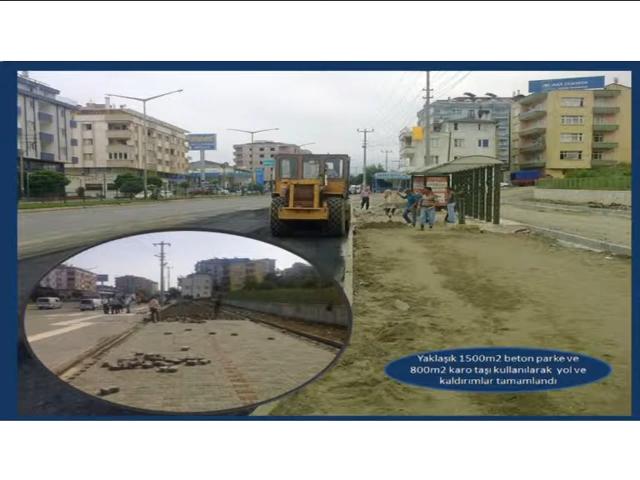 Yaklaşık 1500m2 beton parke ve
800m2 karo taşı kullanılarak yol ve
kaldırımlar tamamlandı